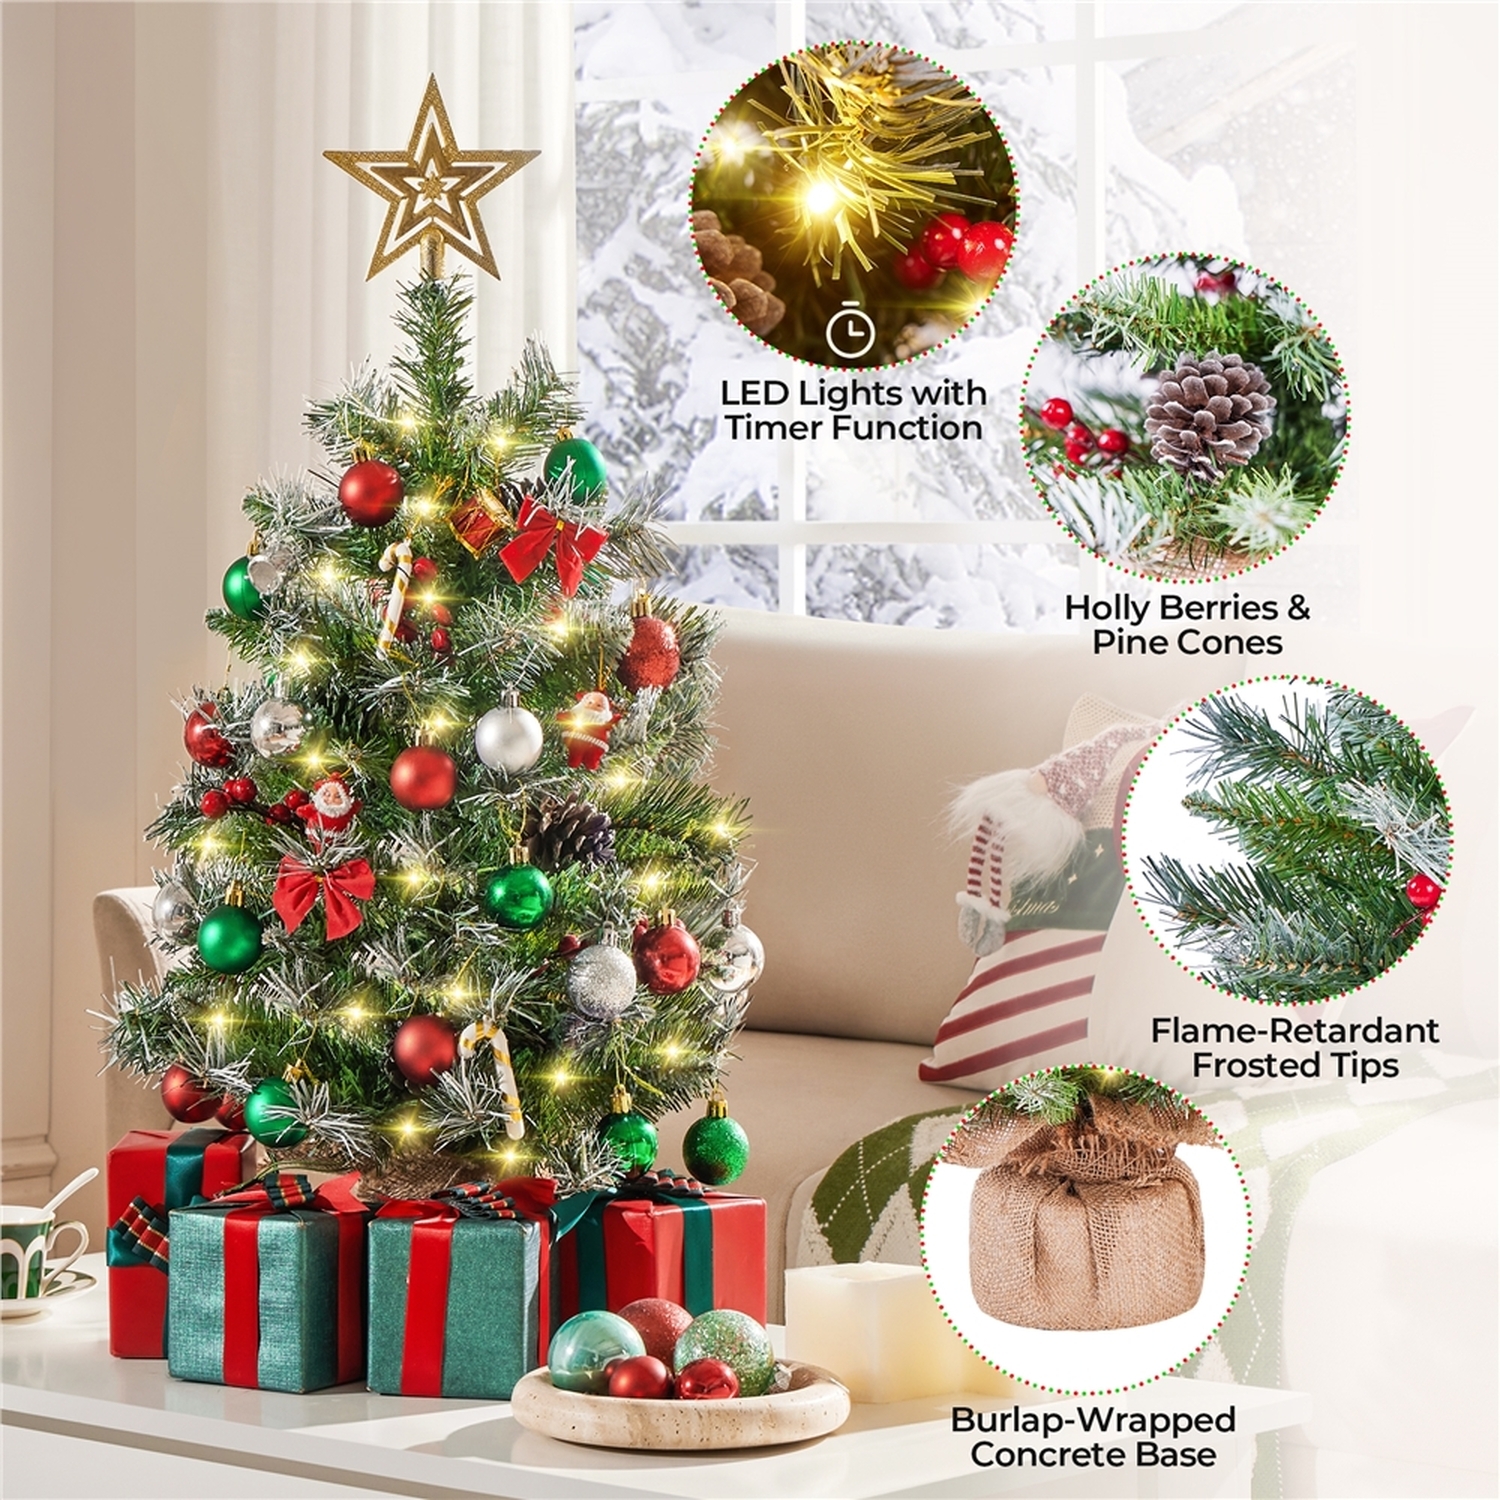 LED Lights with
Timer Function
Holly Berries &
Pine Cones
Flame-Retardant
Frosted Tips
Burlap-Wrapped
Concrete Base